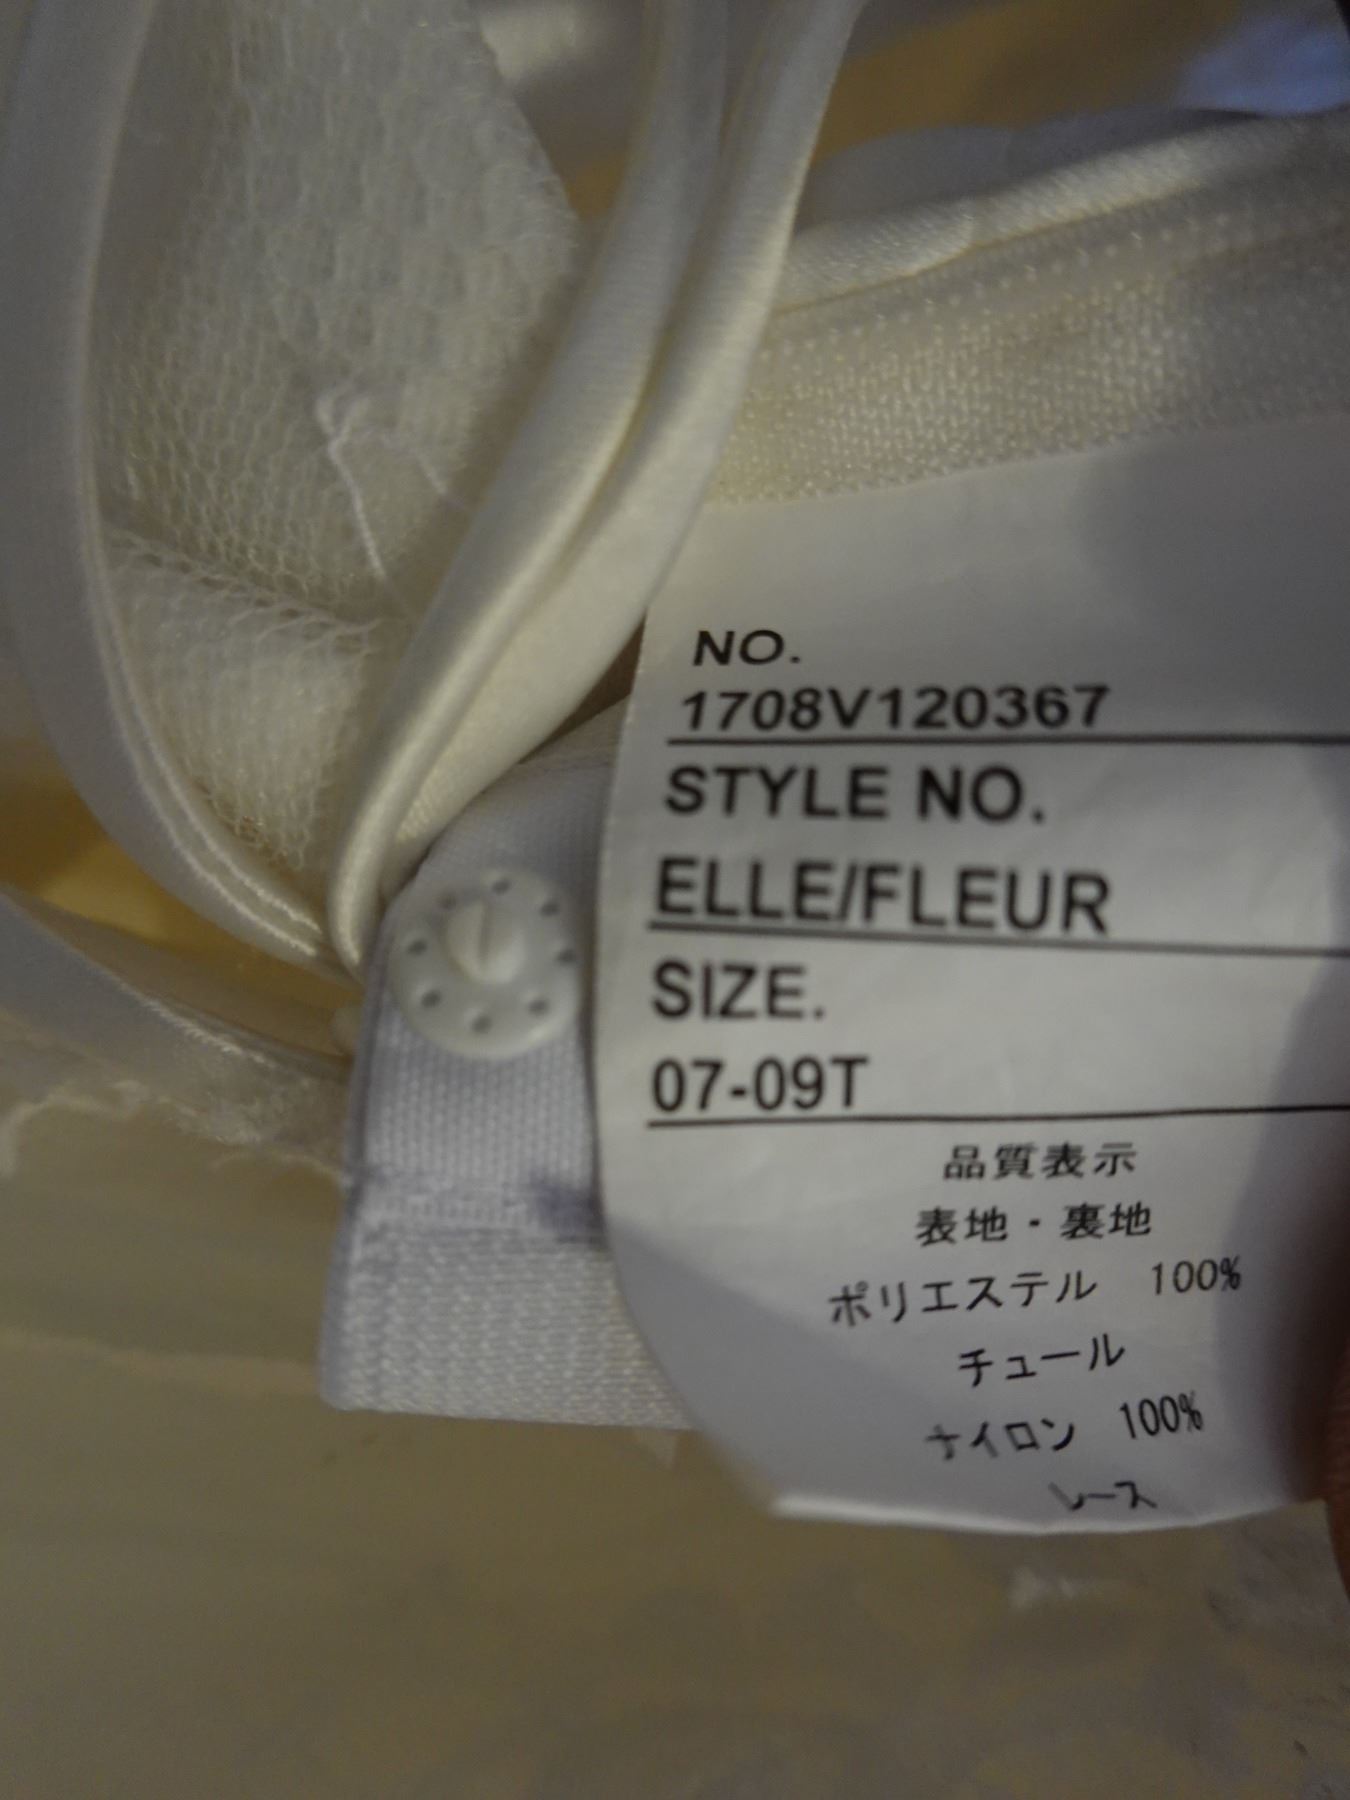 NO.
1708V120367
STYLE NO.
ELLE/FLEUR
SIZE.
07-09T
品質表示
表地・裏地
ポリエステル 100%
チュール
ナイロン 100%
レース